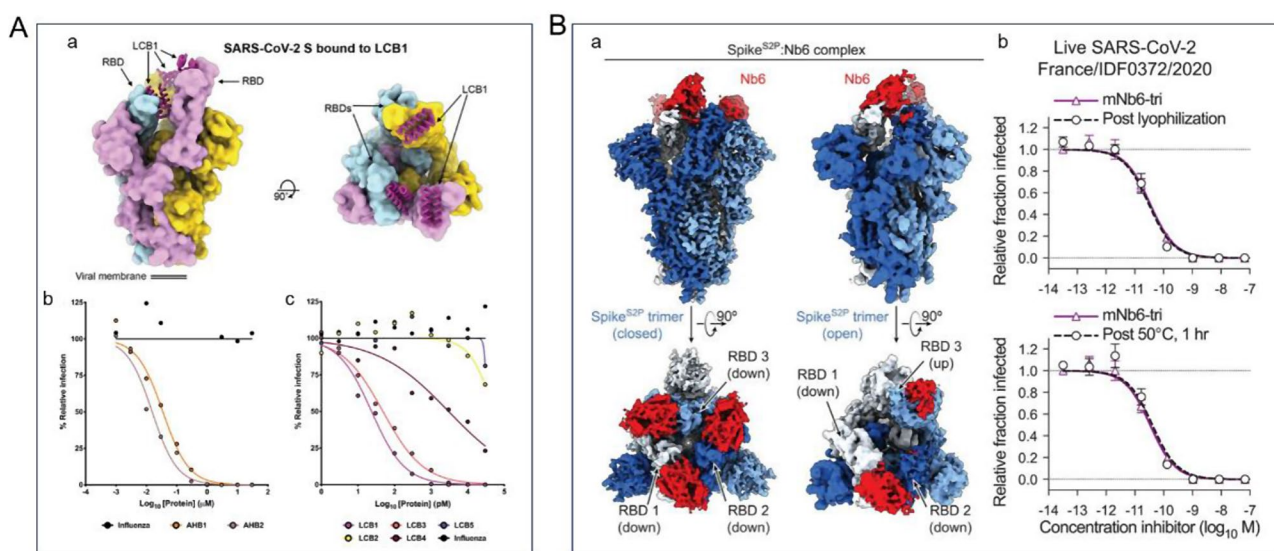 A
a
SARS-CoV-2 S bound to LCB1
LCB1
RBD
RBD
RBDs
LCB1
90°
Viral membrane
b
125
100
75
50
25
0
% Relative infection
-4
-3
-2
-1
0
1
2
Log10 [Protein] (µM)
Influenza
AHB1
AHB2
c
125
100
75
50
25
0
% Relative infection
0
1
2
3
4
5
Log10 [Protein] (pM)
LCB1
LCB3
LCB5
LCB2
LCB4
Influenza
B
a
SpikeS2P:Nb6 complex
Nb6
Nb6
SpikeS2P trimer
(closed)
90°
SpikeS2P trimer
(open)
90°
RBD 3
(down)
RBD 1
(down)
RBD 2
(down)
RBD 3
(up)
RBD 1
(down)
RBD 2
(down)
b
Live SARS-CoV-2
France/IDF0372/2020
mNb6-tri
Post lyophilization
Relative fraction infected
1.2
1.0
0.8
0.6
0.4
0.2
0.0
-14 -13 -12 -11 -10 -9 -8 -7
mNb6-tri
Post 50°C, 1 hr
Relative fraction infected
1.2
1.0
0.8
0.6
0.4
0.2
0.0
-14 -13 -12 -11 -10 -9 -8 -7
Concentration inhibitor (log10 M)